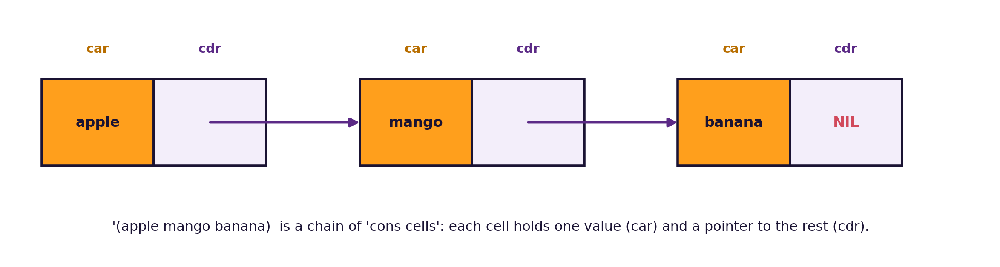 car cdr car cdr car cdr
apple mango banana NIL
'(apple mango banana)  is a chain of 'cons cells': each cell holds one value (car) and a pointer to the rest (cdr).